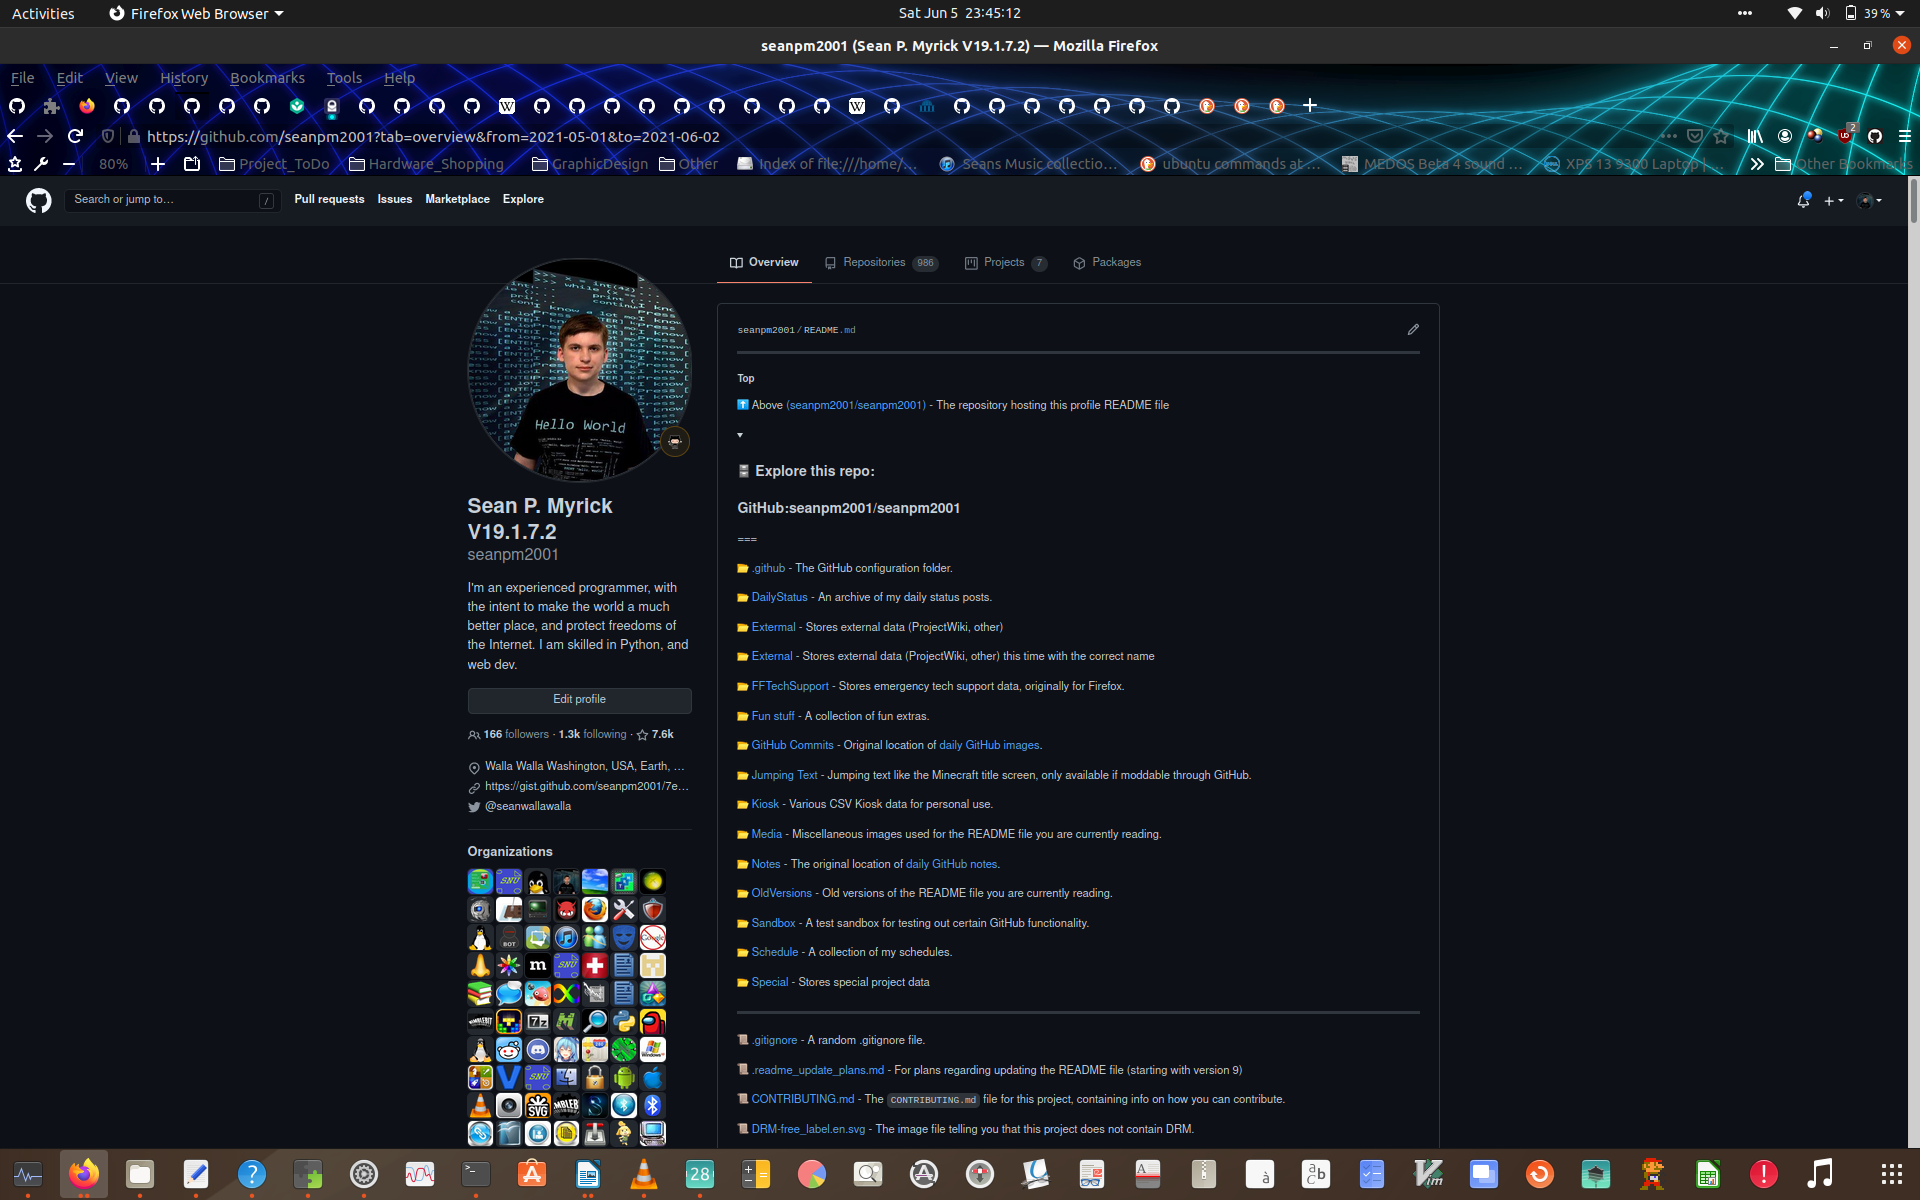 Activities
Firefox Web Browser
Sat Jun 5 23:45:12
39 %
seanpm2001 (Sean P. Myrick V19.1.7.2) — Mozilla Firefox
File Edit View History Bookmarks Tools Help
https://github.com/seanpm2001?tab=overview&from=2021-05-01&to=2021-06-02
2
80%
Project_ToDo
Hardware_Shopping
GraphicDesign
Other
Index of file:///home/...
Seans Music collectio...
ubuntu commands at ...
MEDOS Beta 4 sound ...
XPS 13 9300 Laptop | ...
Other Bookmarks
Search or jump to...
/
Pull requests
Issues
Marketplace
Explore
Overview
Repositories 986
Projects 7
Packages
Hello World
Sean P. Myrick
V19.1.7.2
seanpm2001
I'm an experienced programmer, with
the intent to make the world a much
better place, and protect freedoms of
the Internet. I am skilled in Python, and
web dev.
Edit profile
166 followers · 1.3k following · 7.6k
Walla Walla Washington, USA, Earth, ...
https://gist.github.com/seanpm2001/7e...
@seanwallawalla
Organizations
seanpm2001/README.md
Top
Above (seanpm2001/seanpm2001) - The repository hosting this profile README file
Explore this repo:
GitHub:seanpm2001/seanpm2001
===
.github - The GitHub configuration folder.
DailyStatus - An archive of my daily status posts.
Extermal - Stores external data (ProjectWiki, other)
External - Stores external data (ProjectWiki, other) this time with the correct name
FFTechSupport - Stores emergency tech support data, originally for Firefox.
Fun stuff - A collection of fun extras.
GitHub Commits - Original location of daily GitHub images.
Jumping Text - Jumping text like the Minecraft title screen, only available if moddable through GitHub.
Kiosk - Various CSV Kiosk data for personal use.
Media - Miscellaneous images used for the README file you are currently reading.
Notes - The original location of daily GitHub notes.
OldVersions - Old versions of the README file you are currently reading.
Sandbox - A test sandbox for testing out certain GitHub functionality.
Schedule - A collection of my schedules.
Special - Stores special project data
.gitignore - A random .gitignore file.
.readme_update_plans.md - For plans regarding updating the README file (starting with version 9)
CONTRIBUTING.md - The CONTRIBUTING.md file for this project, containing info on how you can contribute.
DRM-free_label.en.svg - The image file telling you that this project does not contain DRM.
28